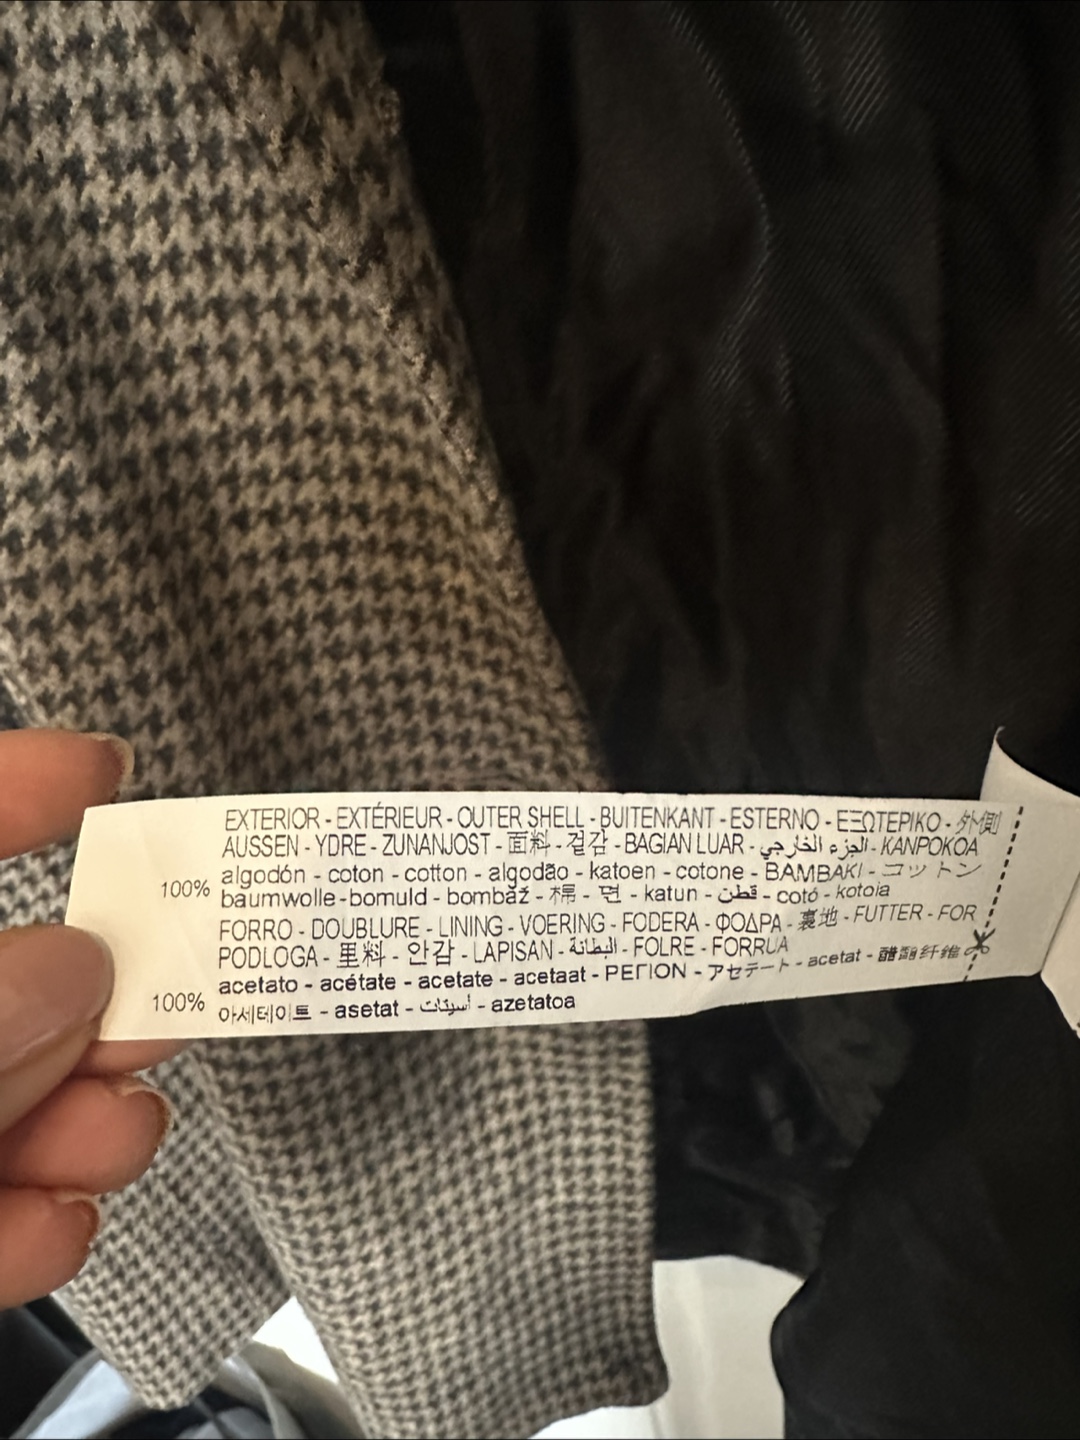 EXTERIOR - EXTÉRIEUR - OUTER SHELL - BUITENKANT - ESTERNO - ΕΞΩΤΕΡΙΚΟ - 外側
AUSSEN - YDRE - ZUNANJOST - 面料 - 겉감 - BAGIAN LUAR - الجزء الخارجي - KANPOKOA
100% algodón - coton - cotton - algodão - katoen - cotone - BAMBAKI - コットン
baumwolle-bomuld - bombaž - 棉 - 면 - katun - قطن - cotó - kotoia
FORRO - DOUBLURE - LINING - VOERING - FODERA - ΦΟΔΡΑ - 裏地 - FUTTER - FOR
PODLOGA - 里料 - 안감 - LAPISAN - البطانة - FOLRE - FORRUA
100% acetato - acétate - acetate - acetaat - ΡΕΓΙΟΝ - アセテート - acetat - 醋酯纤维
아세테이트 - asetat - أسيتات - azetatoa